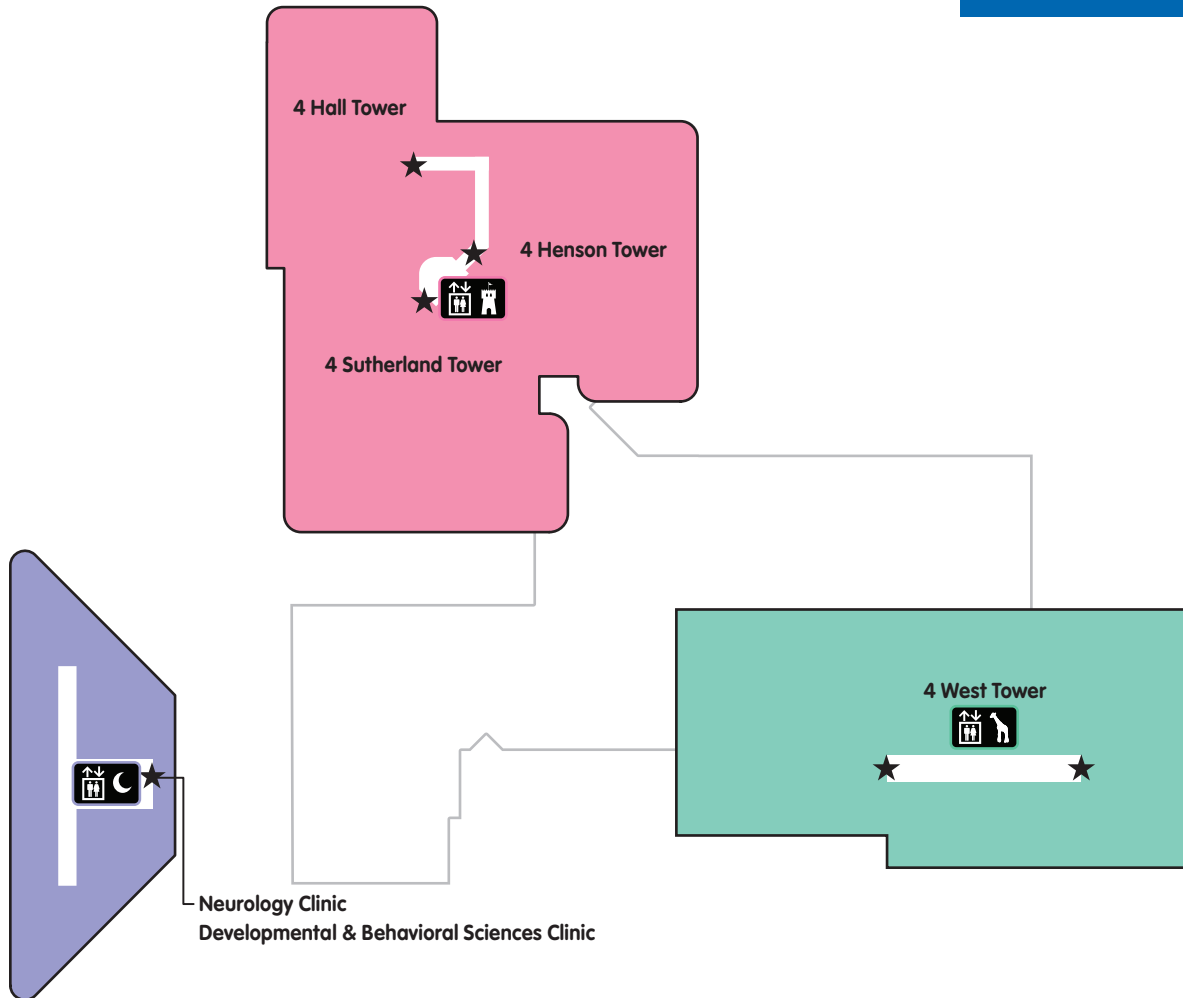 4 Hall Tower
4 Henson Tower
4 Sutherland Tower
4 West Tower
Neurology Clinic
Developmental & Behavioral Sciences Clinic